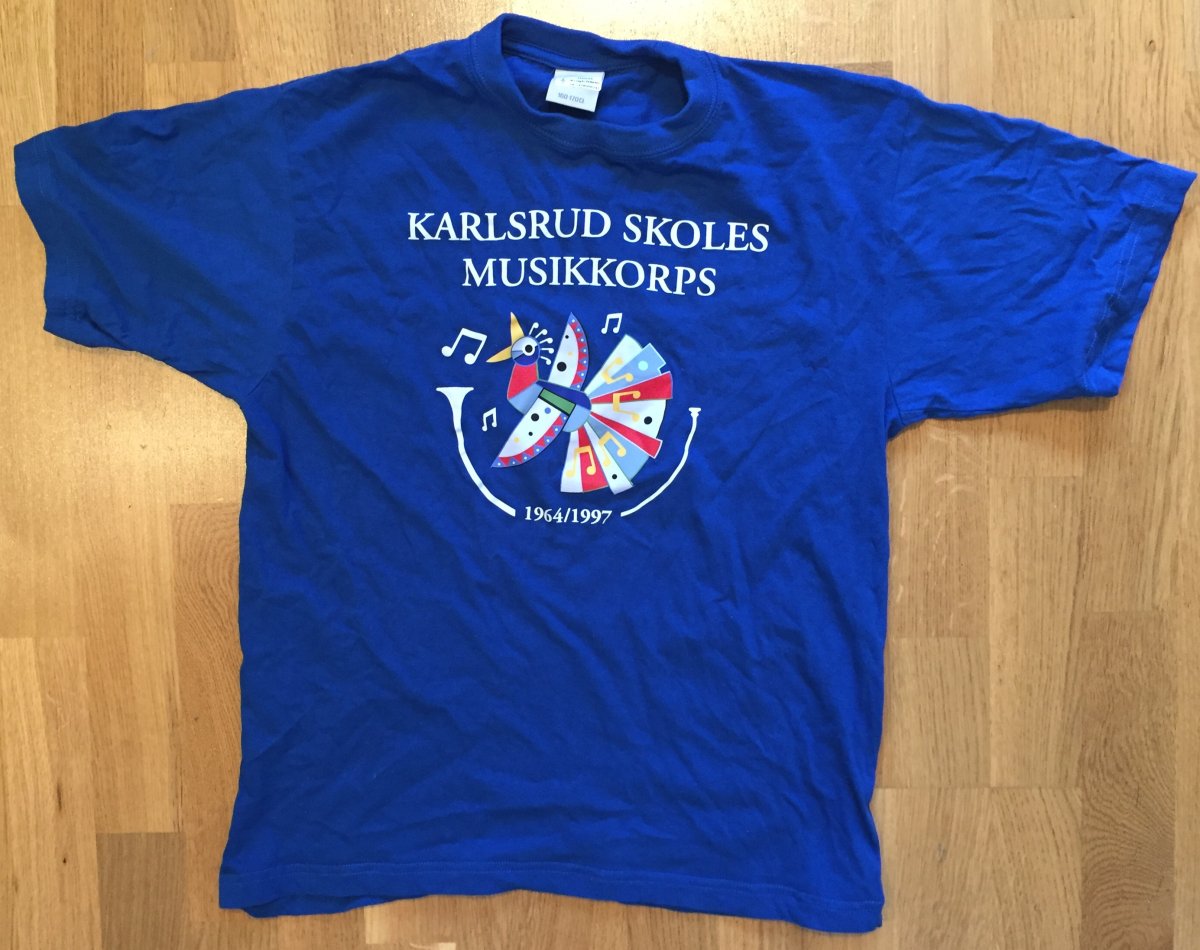 KARLSRUD SKOLES
MUSIKKORPS
1964/1997